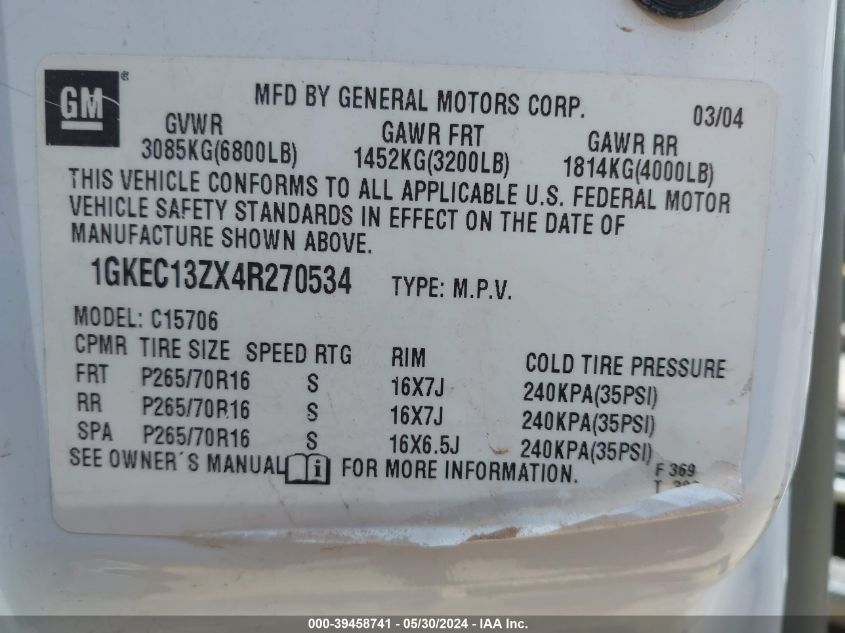 GM ®
MFD BY GENERAL MOTORS CORP. 03/04
GVWR GAWR FRT GAWR RR
3085KG(6800LB) 1452KG(3200LB) 1814KG(4000LB)
THIS VEHICLE CONFORMS TO ALL APPLICABLE U.S. FEDERAL MOTOR
VEHICLE SAFETY STANDARDS IN EFFECT ON THE DATE OF
MANUFACTURE SHOWN ABOVE.
1GKEC13ZX4R270534 TYPE: M.P.V.
MODEL: C15706
CPMR TIRE SIZE SPEED RTG RIM COLD TIRE PRESSURE
FRT P265/70R16 S 16X7J 240KPA(35PSI)
RR P265/70R16 S 16X7J 240KPA(35PSI)
SPA P265/70R16 S 16X6.5J 240KPA(35PSI)
SEE OWNER´S MANUAL i FOR MORE INFORMATION.
F 369
T
000-39458741 / 05/30/2024 - IAA Inc.